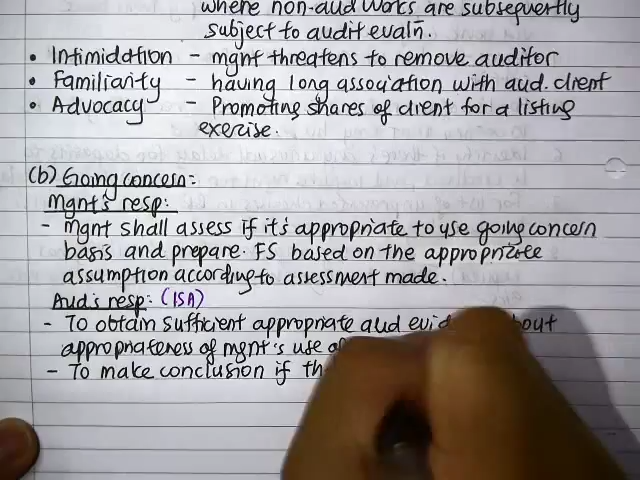 where non-aud works are subsequently
subject to audit evaln.
• Intimidation - mgnt threatens to remove auditor
• Familiarity - having long association with aud. client
• Advocacy - Promoting shares of client for a listing
exercise.
(b) Going concern:
Mgnt's resp:
- mgnt shall assess if it's appropriate to use going concern
basis and prepare FS based on the appropriate
assumption according to assessment made.
Aud's resp: (ISA)
- To obtain sufficient appropriate aud
appropriateness of mgnt's use of
- To make conclusion if